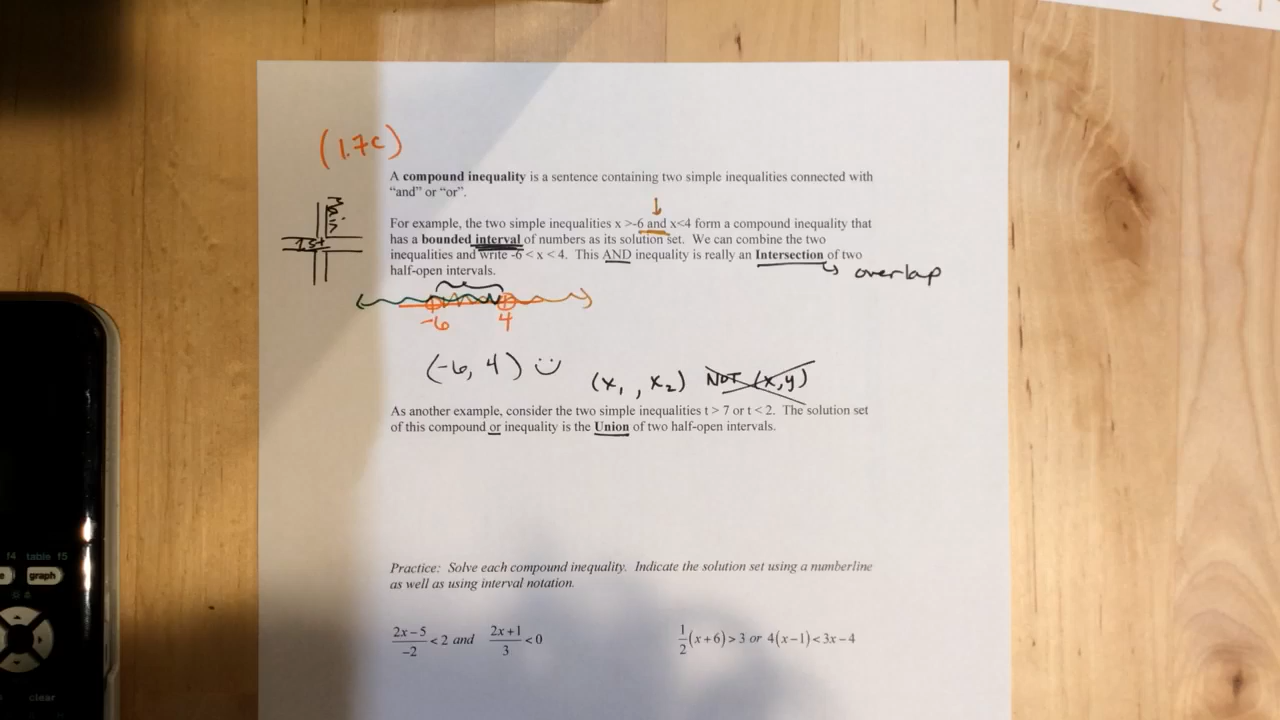 (1.7c)
A compound inequality is a sentence containing two simple inequalities connected with
“and” or “or”.
Main
1st
For example, the two simple inequalities x >-6 and x<4 form a compound inequality that
has a bounded interval of numbers as its solution set. We can combine the two
inequalities and write -6 < x < 4. This AND inequality is really an Intersection of two
half-open intervals.
overlap
-6 4
(-6, 4)
(x₁, x₂) NOT (x,y)
As another example, consider the two simple inequalities t > 7 or t < 2. The solution set
of this compound or inequality is the Union of two half-open intervals.
Practice: Solve each compound inequality. Indicate the solution set using a numberline
as well as using interval notation.
(2x-5)/-2 < 2 and (2x+1)/3 < 0
1/2(x+6) > 3 or 4(x-1) < 3x-4
f4 table f5
graph
clear